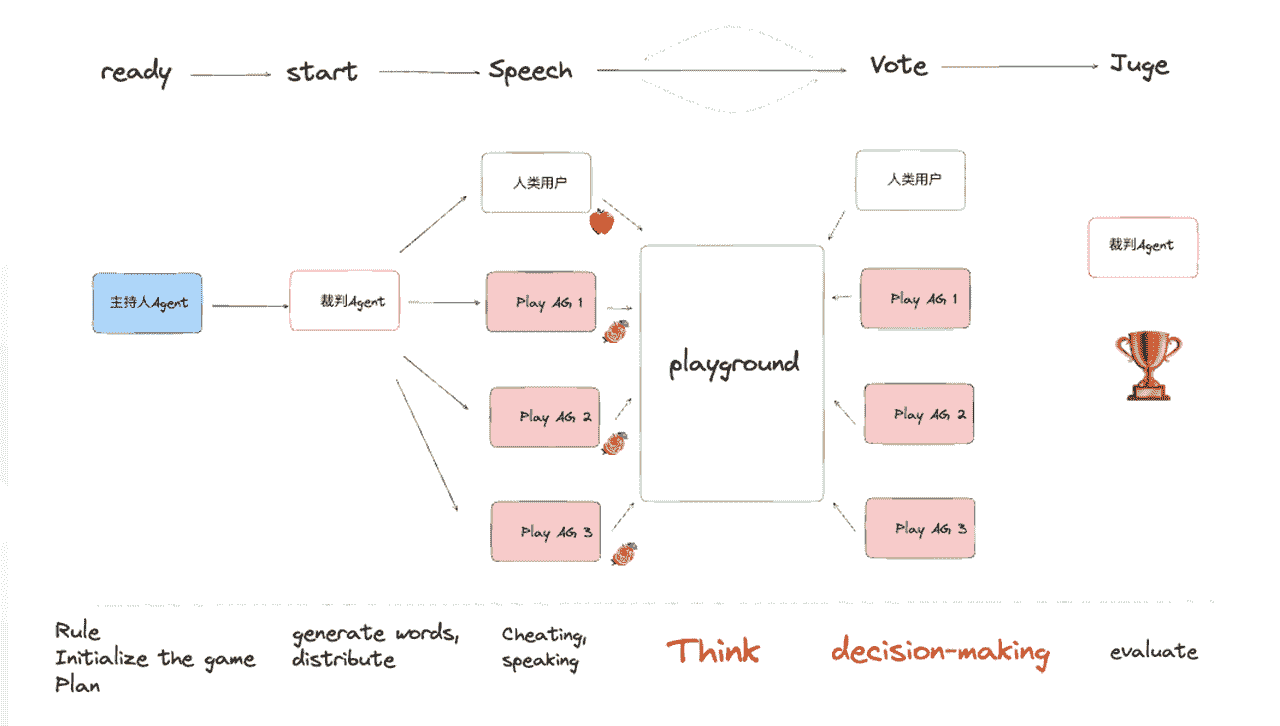 ready
start
Speech
Vote
Juge
人类用户
人类用户
裁判Agent
主持人Agent
裁判Agent
Play AG 1
Play AG 1
playground
Play AG 2
Play AG 2
Play AG 3
Play AG 3
Rule
Initialize the game
Plan
generate words,
distribute
Cheating,
speaking
Think
decision-making
evaluate